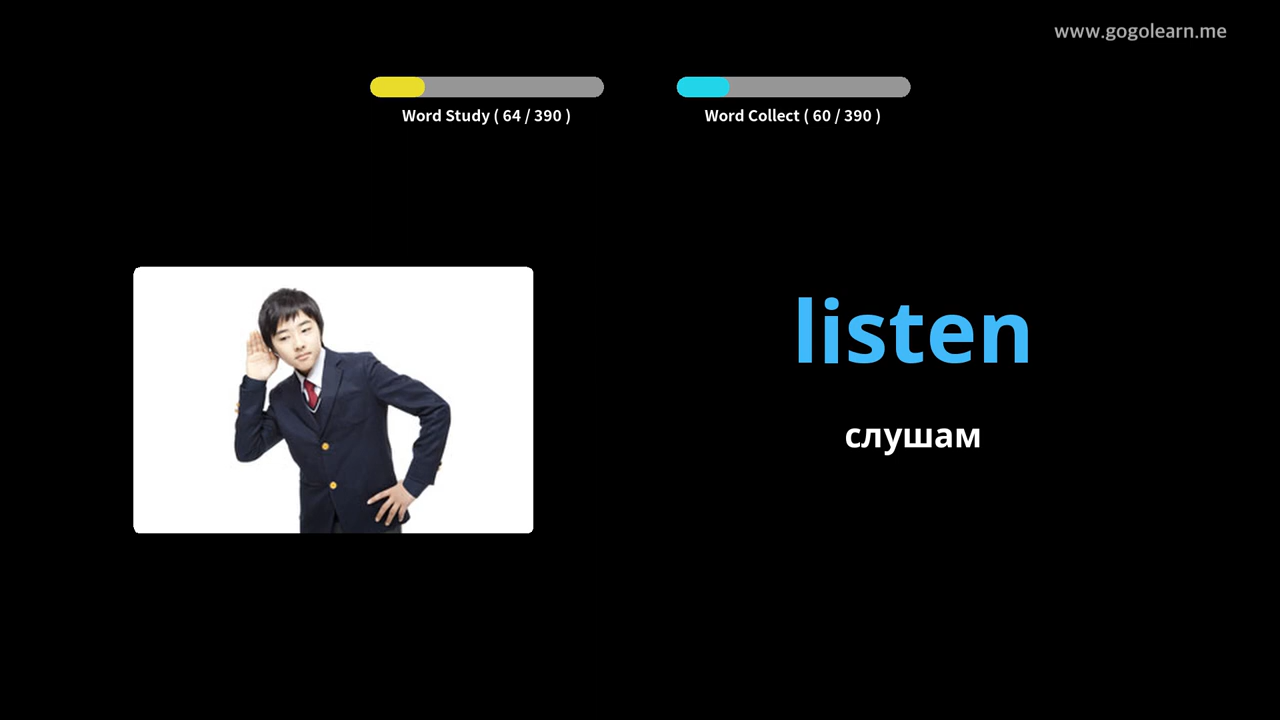 www.gogolearn.me
Word Study ( 64 / 390 )
Word Collect ( 60 / 390 )
listen
слушам